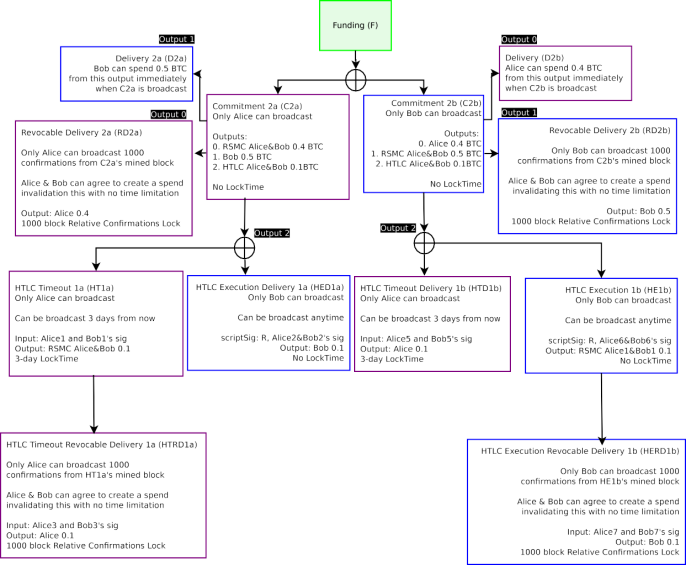 Funding (F)
Output 1
Delivery 2a (D2a)
Bob can spend 0.5 BTC
from this output immediately
when C2a is broadcast
Output 0
Delivery (D2b)
Alice can spend 0.4 BTC
from this output immediately
when C2b is broadcast
Commitment 2a (C2a)
Only Alice can broadcast
Outputs:
0. RSMC Alice&Bob 0.4 BTC
1. Bob 0.5 BTC
2. HTLC Alice&Bob 0.1BTC
No LockTime
Commitment 2b (C2b)
Only Bob can broadcast
Outputs:
0. Alice 0.4 BTC
1. RSMC Alice&Bob 0.5 BTC
2. HTLC Alice&Bob 0.1BTC
No LockTime
Output 0
Revocable Delivery 2a (RD2a)
Only Alice can broadcast 1000
confirmations from C2a's mined block
Alice & Bob can agree to create a spend
invalidating this with no time limitation
Output: Alice 0.4
1000 block Relative Confirmations Lock
Output 1
Revocable Delivery 2b (RD2b)
Only Bob can broadcast 1000
confirmations from C2b's mined block
Alice & Bob can agree to create a spend
invalidating this with no time limitation
Output: Bob 0.5
1000 block Relative Confirmations Lock
Output 2
Output 2
HTLC Timeout 1a (HT1a)
Only Alice can broadcast
Can be broadcast 3 days from now
Input: Alice1 and Bob1's sig
Output: RSMC Alice&Bob 0.1
3-day LockTime
HTLC Execution Delivery 1a (HED1a)
Only Bob can broadcast
Can be broadcast anytime
scriptSig: R, Alice2&Bob2's sig
Output: Bob 0.1
No LockTime
HTLC Timeout Delivery 1b (HTD1b)
Only Alice can broadcast
Can be broadcast 3 days from now
Input: Alice5 and Bob5's sig
Output: Alice 0.1
3-day LockTime
HTLC Execution 1b (HE1b)
Only Bob can broadcast
Can be broadcast anytime
scriptSig: R, Alice6&Bob6's sig
Output: RSMC Alice1&Bob1 0.1
No LockTime
HTLC Timeout Revocable Delivery 1a (HTRD1a)
Only Alice can broadcast 1000
confirmations from HT1a's mined block
Alice & Bob can agree to create a spend
invalidating this with no time limitation
Input: Alice3 and Bob3's sig
Output: Alice 0.1
1000 block Relative Confirmations Lock
HTLC Execution Revocable Delivery 1b (HERD1b)
Only Bob can broadcast 1000
confirmations from HE1b's mined block
Alice & Bob can agree to create a spend
invalidating this with no time limitation
Input: Alice7 and Bob7's sig
Output: Bob 0.1
1000 block Relative Confirmations Lock